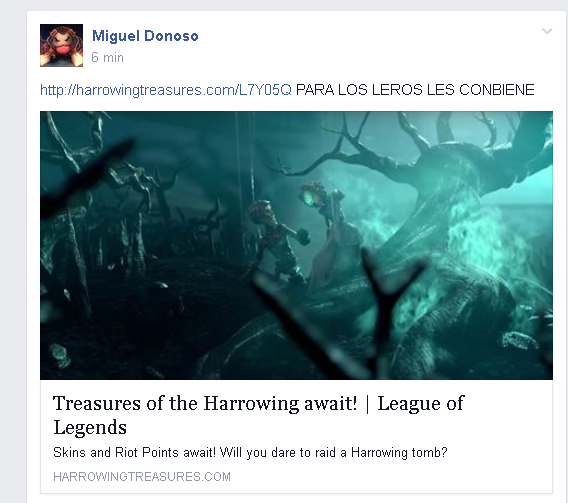 Miguel Donoso
6 min
http://harrowingtreasures.com/L7Y05Q PARA LOS LEROS LES CONBIENE
Treasures of the Harrowing await! | League of
Legends
Skins and Riot Points await! Will you dare to raid a Harrowing tomb?
HARROWINGTREASURES.COM